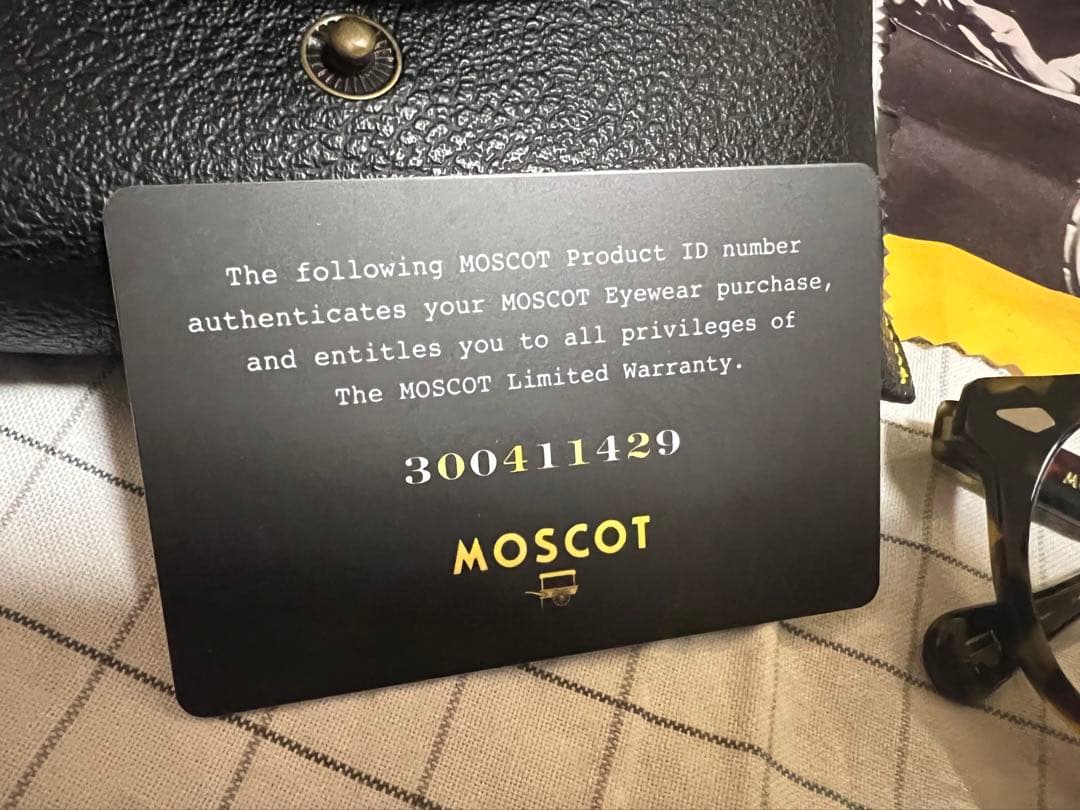 The following MOSCOT Product ID number
authenticates your MOSCOT Eyewear purchase,
and entitles you to all privileges of
The MOSCOT Limited Warranty.
300411429
MOSCOT